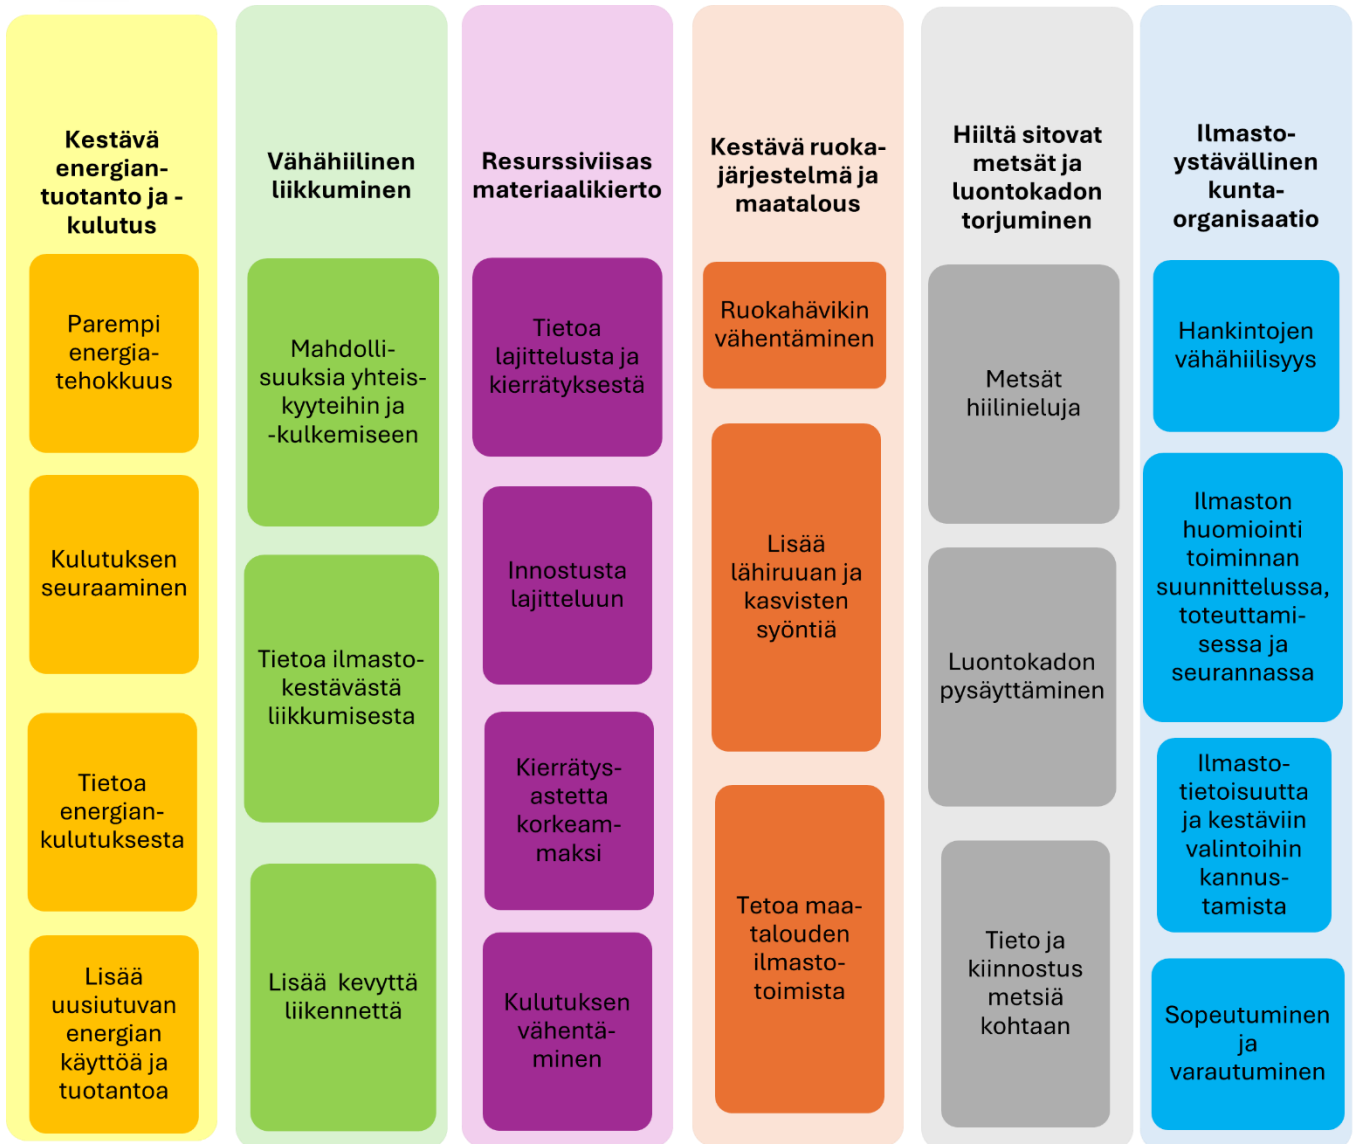 Kestävä
energian-
tuotanto ja -
kulutus
Parempi
energia-
tehokkuus
Kulutuksen
seuraaminen
Tietoa
energian-
kulutuksesta
Lisää
uusiutuvan
energian
käyttöä ja
tuotantoa
Vähähiilinen
liikkuminen
Mahdolli-
suuksia yhteis-
kyyteihin ja
-kulkemiseen
Tietoa ilmasto-
kestävästä
liikkumisesta
Lisää kevyttä
liikennettä
Resurssiviisas
materiaalikierto
Tietoa
lajittelusta ja
kierrätyksestä
Innostusta
lajitteluun
Kierrätys-
astetta
korkeam-
maksi
Kulutuksen
vähentä-
minen
Kestävä ruoka-
järjestelmä ja
maatalous
Ruokahävikin
vähentäminen
Lisää
lähiruuan ja
kasvisten
syöntiä
Tetoa maa-
talouden
ilmasto-
toimista
Hiiltä sitovat
metsät ja
luontokadon
torjuminen
Metsät
hiilinieluja
Luontokadon
pysäyttäminen
Tieto ja
kiinnostus
metsiä
kohtaan
Ilmasto-
ystävällinen
kunta-
organisaatio
Hankintojen
vähähiilisyys
Ilmaston
huomiointi
toiminnan
suunnittelussa,
toteuttami-
sessa ja
seurannassa
Ilmasto-
tietoisuutta
ja kestäviin
valintoihin
kannus-
tamista
Sopeutuminen
ja
varautuminen